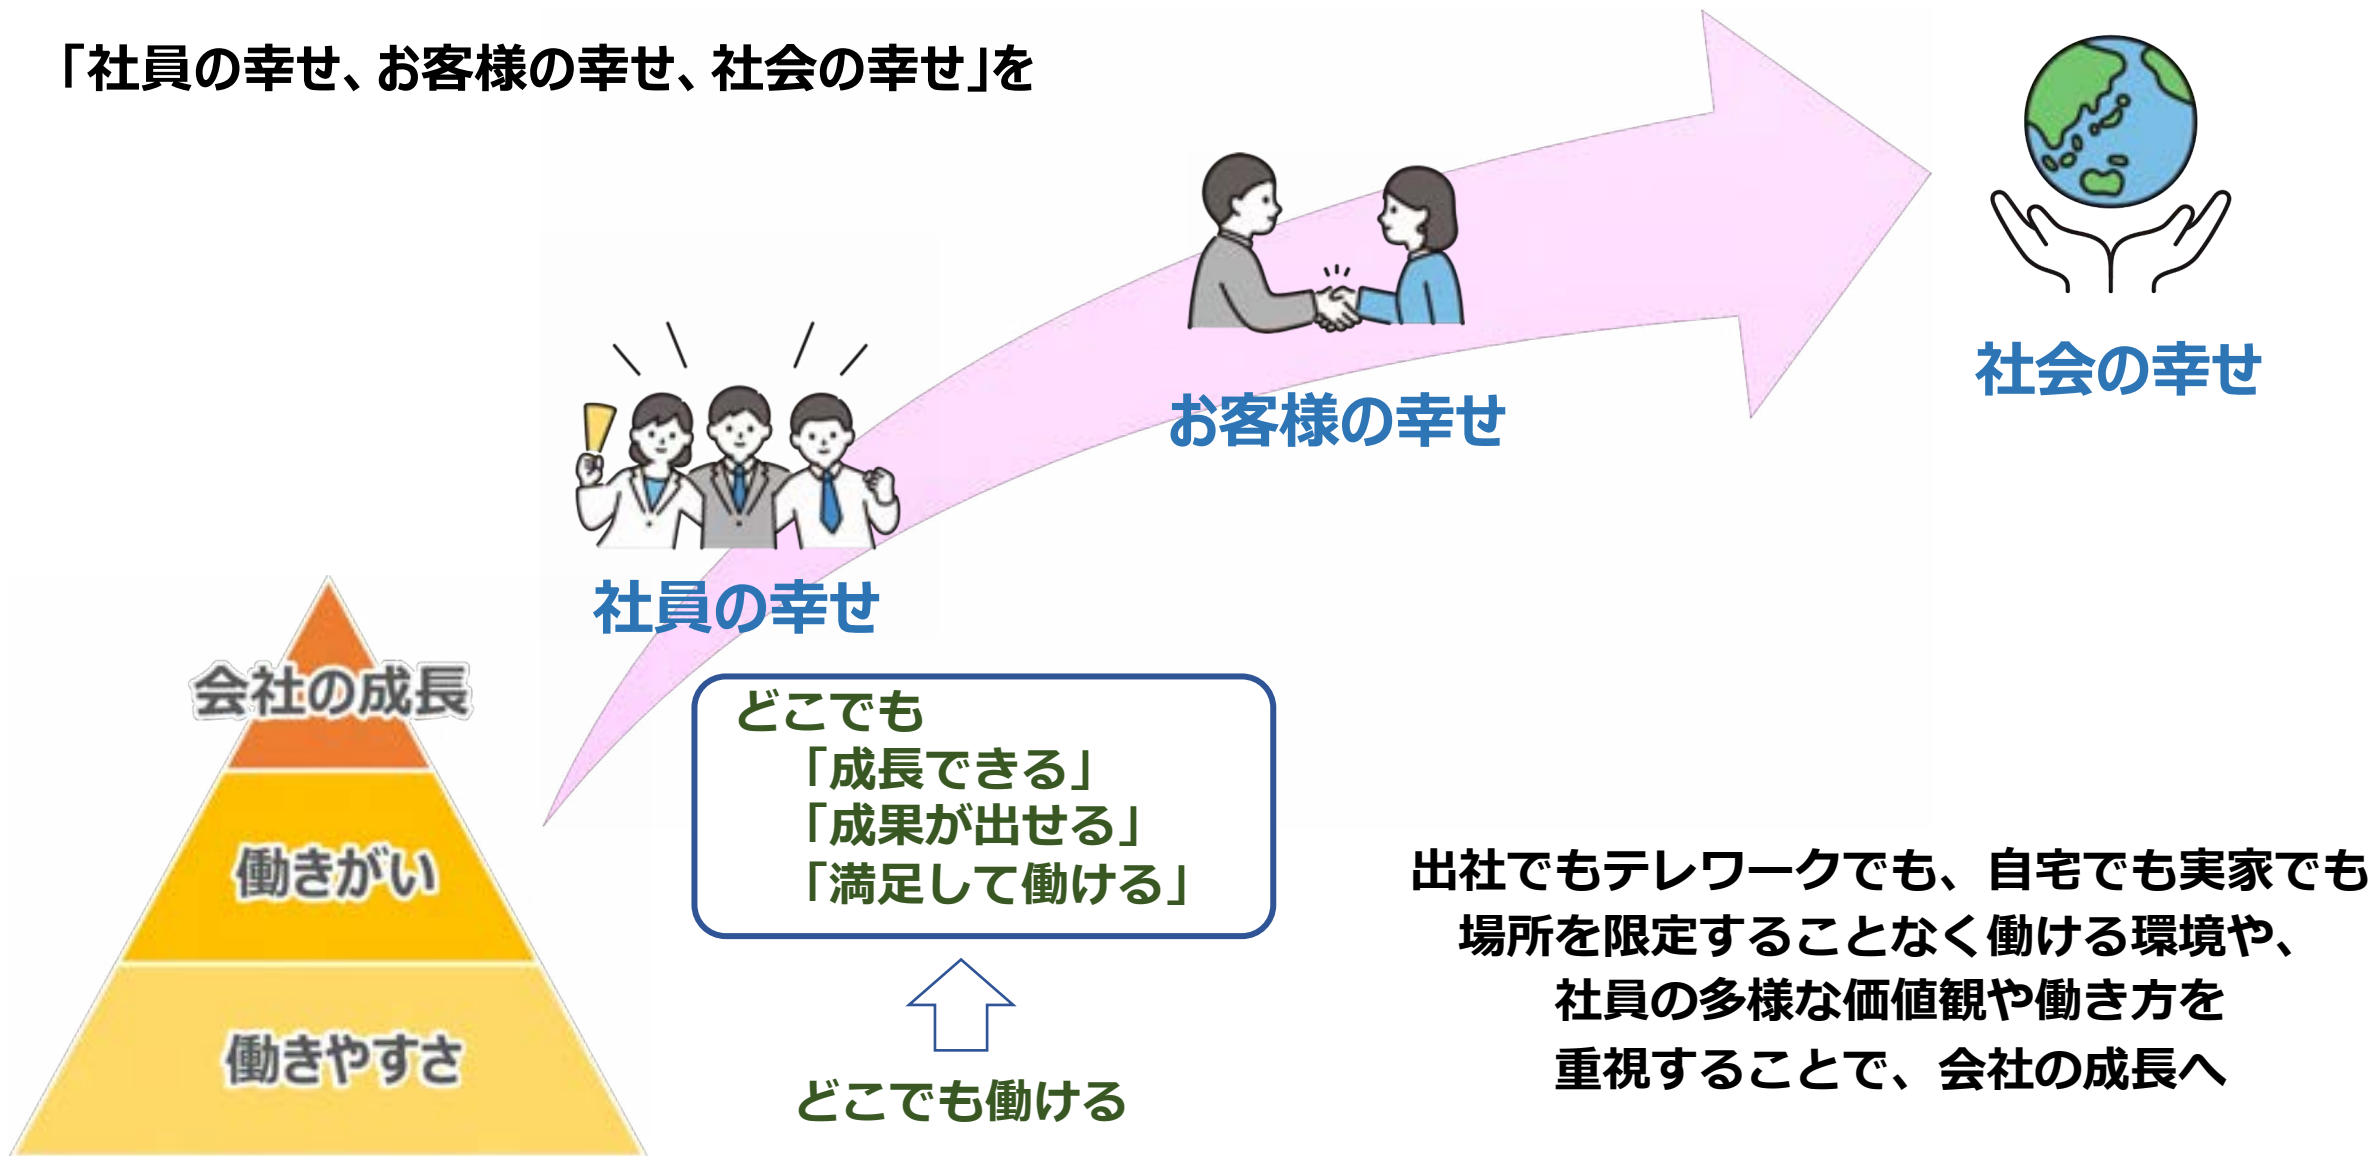 「社員の幸せ、お客様の幸せ、社会の幸せ」を
社会の幸せ
お客様の幸せ
社員の幸せ
会社の成長
働きがい
働きやすさ
どこでも
「成長できる」
「成果が出せる」
「満足して働ける」
どこでも働ける
出社でもテレワークでも、自宅でも実家でも
場所を限定することなく働ける環境や、
社員の多様な価値観や働き方を
重視することで、会社の成長へ